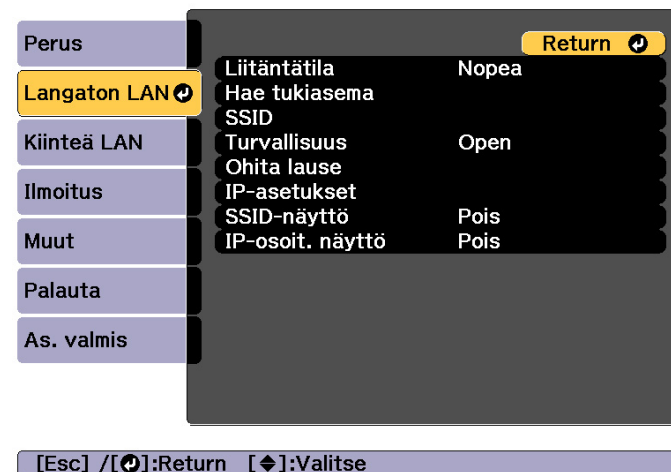 Perus
Langaton LAN
Kiinteä LAN
Ilmoitus
Muut
Palauta
As. valmis
Return
Liitäntätila Nopea
Hae tukiasema
SSID
Turvallisuus Open
Ohita lause
IP-asetukset
SSID-näyttö Pois
IP-osoit. näyttö Pois
[Esc] /[↵]:Return [◆]:Valitse